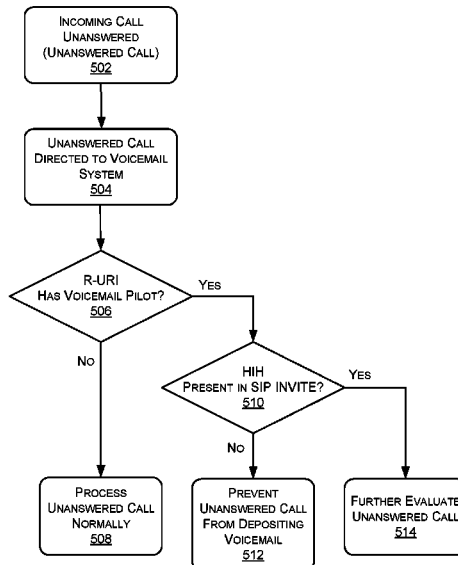 INCOMING CALL
UNANSWERED
(UNANSWERED CALL)
502
UNANSWERED CALL
DIRECTED TO VOICEMAIL
SYSTEM
504
R-URI
HAS VOICEMAIL PILOT?
506
YES
NO
HIH
PRESENT IN SIP INVITE?
510
YES
NO
PROCESS
UNANSWERED CALL
NORMALLY
508
PREVENT
UNANSWERED CALL
FROM DEPOSITING
VOICEMAIL
512
FURTHER EVALUATE
UNANSWERED CALL
514